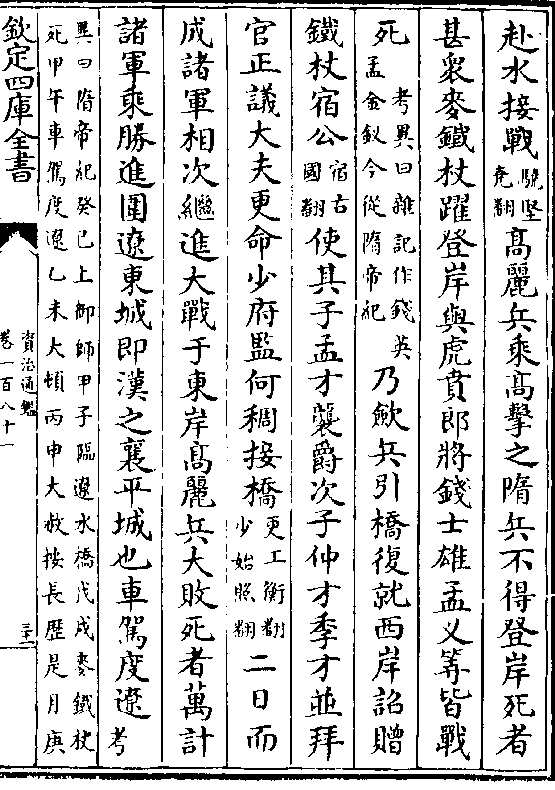 赴水接戰驍堅堯翻髙麗兵乘髙擊之隋兵不得登岸死者
甚衆麥鐵杖躍登岸與虎賁郎將錢士雄孟义等皆戰
死考異曰雜記作錢英孟金釵今從隋帝紀乃斂兵引橋復就西岸詔贈
鐵杖宿公宿古國翻使其子孟才襲爵次子仲才季才並拜
官正議大夫更命少府監何稠接橋更工衡翻少始照翻二日而
成諸軍相次繼進大戰于東岸髙麗兵大敗死者萬計
諸軍乘勝進圍遼東城即漢之襄平城也車駕度遼考
異曰隋帝紀癸巳上御師甲子臨遼水橋戊戌麥鐵杖
死甲午車駕度遼乙未大頓丙申大赦按長歴是月庚
欽定四庫全書
資治通鑑
卷一百八十一
三十一